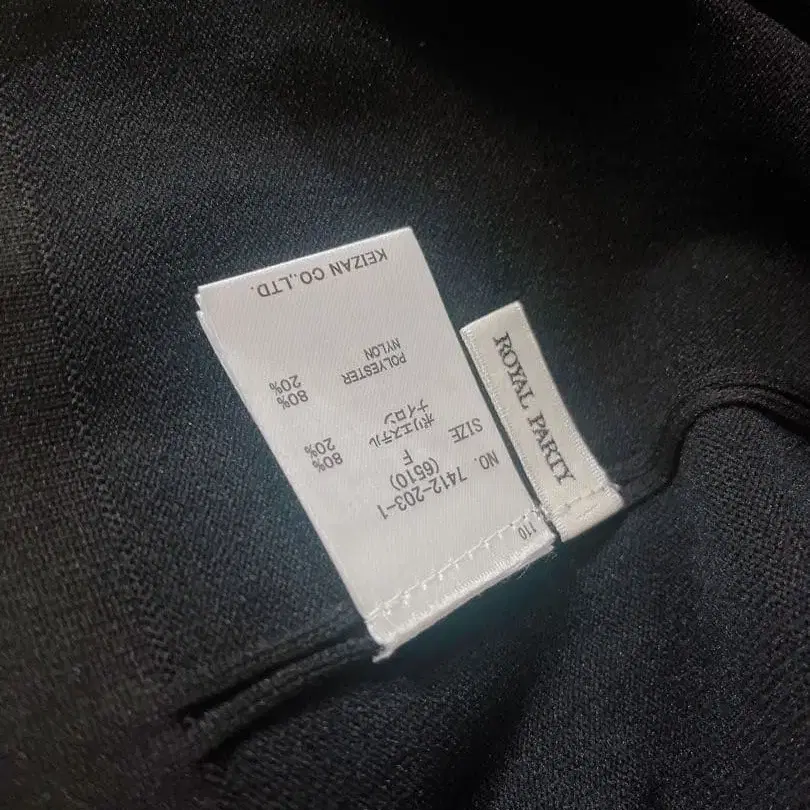 NO. 7412-203-1
(6510)
SIZE F
ポリエステル 80%
ナイロン 20%
POLYESTER 80%
NYLON 20%
KEIZAN CO.,LTD.
110
ROYAL PARTY